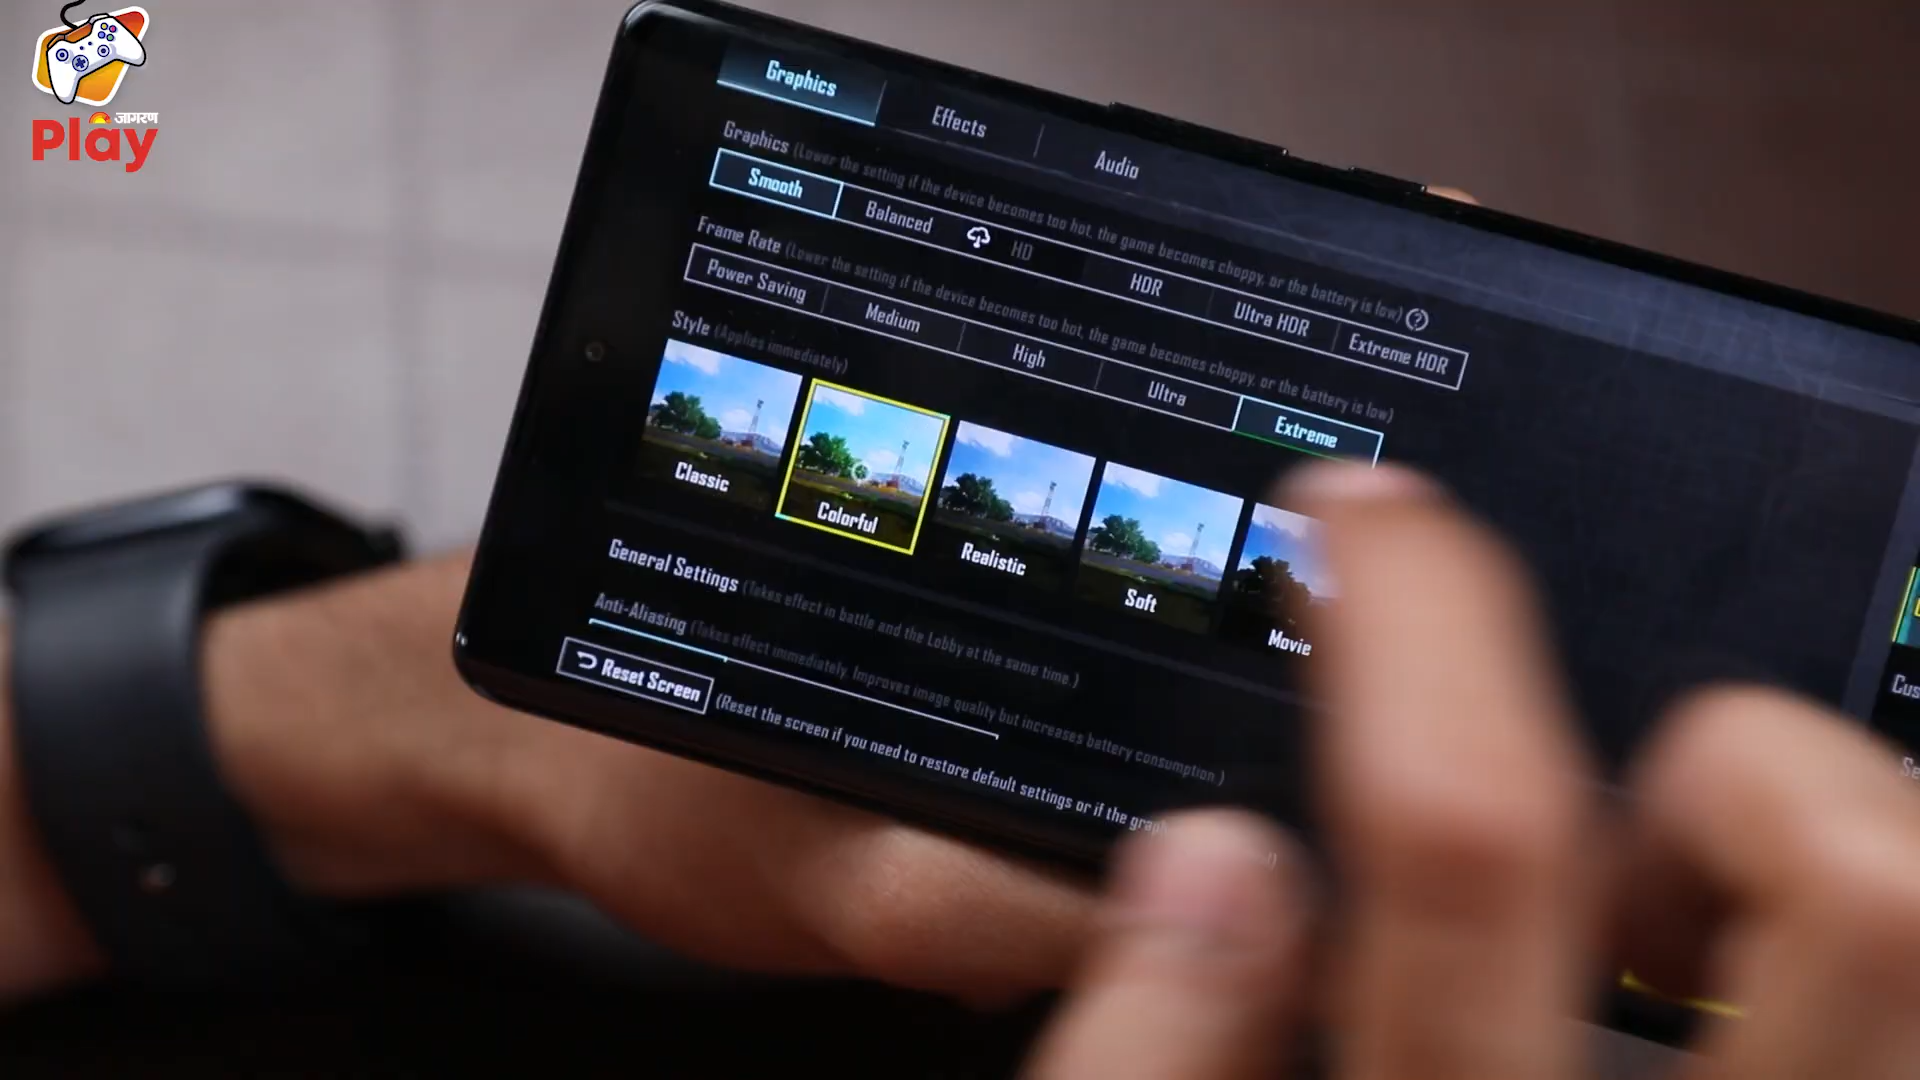 जागरण
Play
Graphics
Effects
Audio
Graphics (Lower the setting if the device becomes too hot, the game becomes choppy, or the battery is low)
Smooth
Balanced
HD
HDR
Ultra HDR
Extreme HDR
Frame Rate (Lower the setting if the device becomes too hot, the game becomes choppy, or the battery is low)
Power Saving
Medium
High
Ultra
Extreme
Style (Applies immediately)
Classic
Colorful
Realistic
Soft
Movie
General Settings (Takes effect in battle and the Lobby at the same time.)
Anti-Aliasing (Takes effect immediately. Improves image quality but increases battery consumption.)
Reset Screen
(Reset the screen if you need to restore default settings or if the graph
Cus
Se